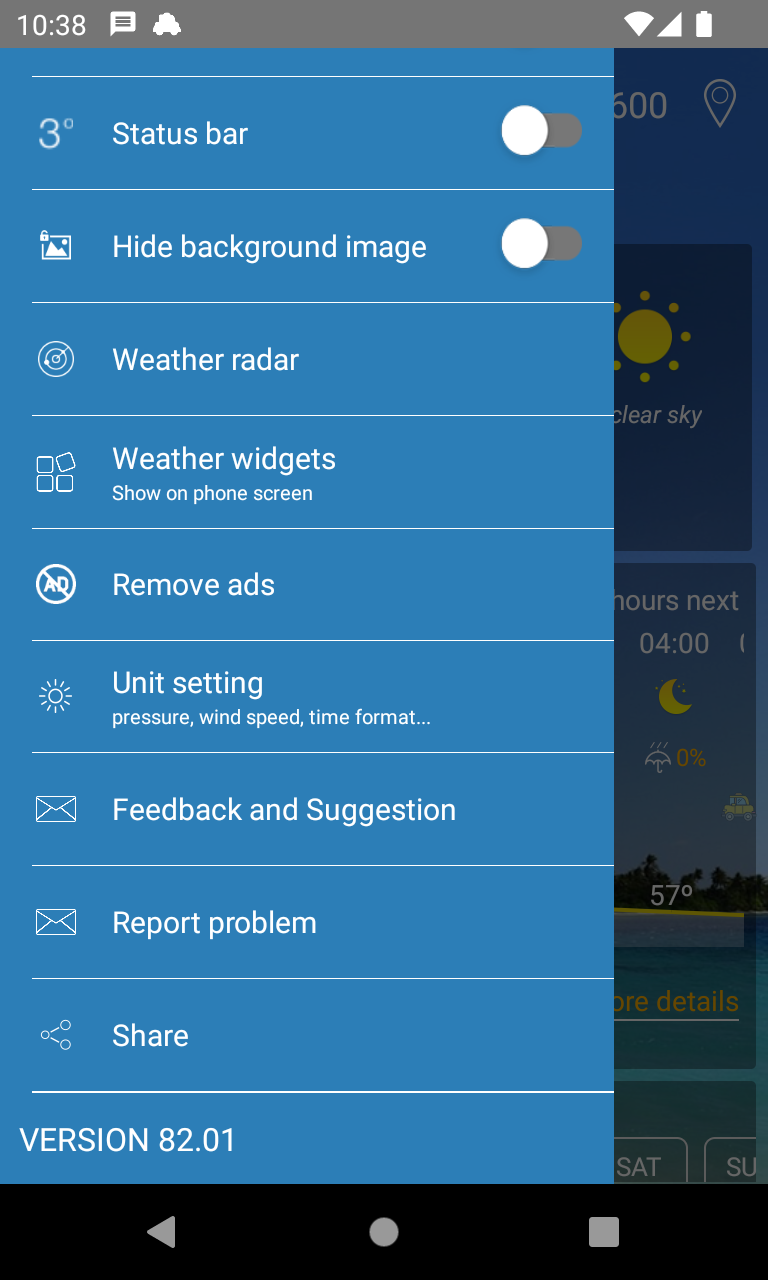 10:38
600
3°
Status bar
Hide background image
Weather radar
clear sky
Weather widgets
Show on phone screen
AD
Remove ads
hours next
04:00
Unit setting
pressure, wind speed, time format...
0%
Feedback and Suggestion
57º
Report problem
ore details
Share
VERSION 82.01
SAT
SU